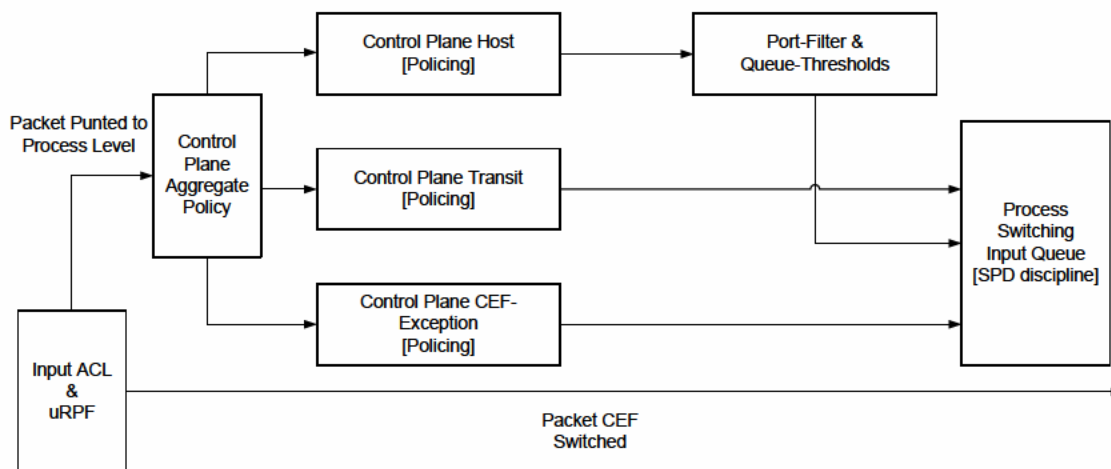 Control Plane Host
[Policing]
Port-Filter &
Queue-Thresholds
Packet Punted to
Process Level
Control
Plane
Aggregate
Policy
Control Plane Transit
[Policing]
Process
Switching
Input Queue
[SPD discipline]
Control Plane CEF-
Exception
[Policing]
Input ACL
&
uRPF
Packet CEF
Switched